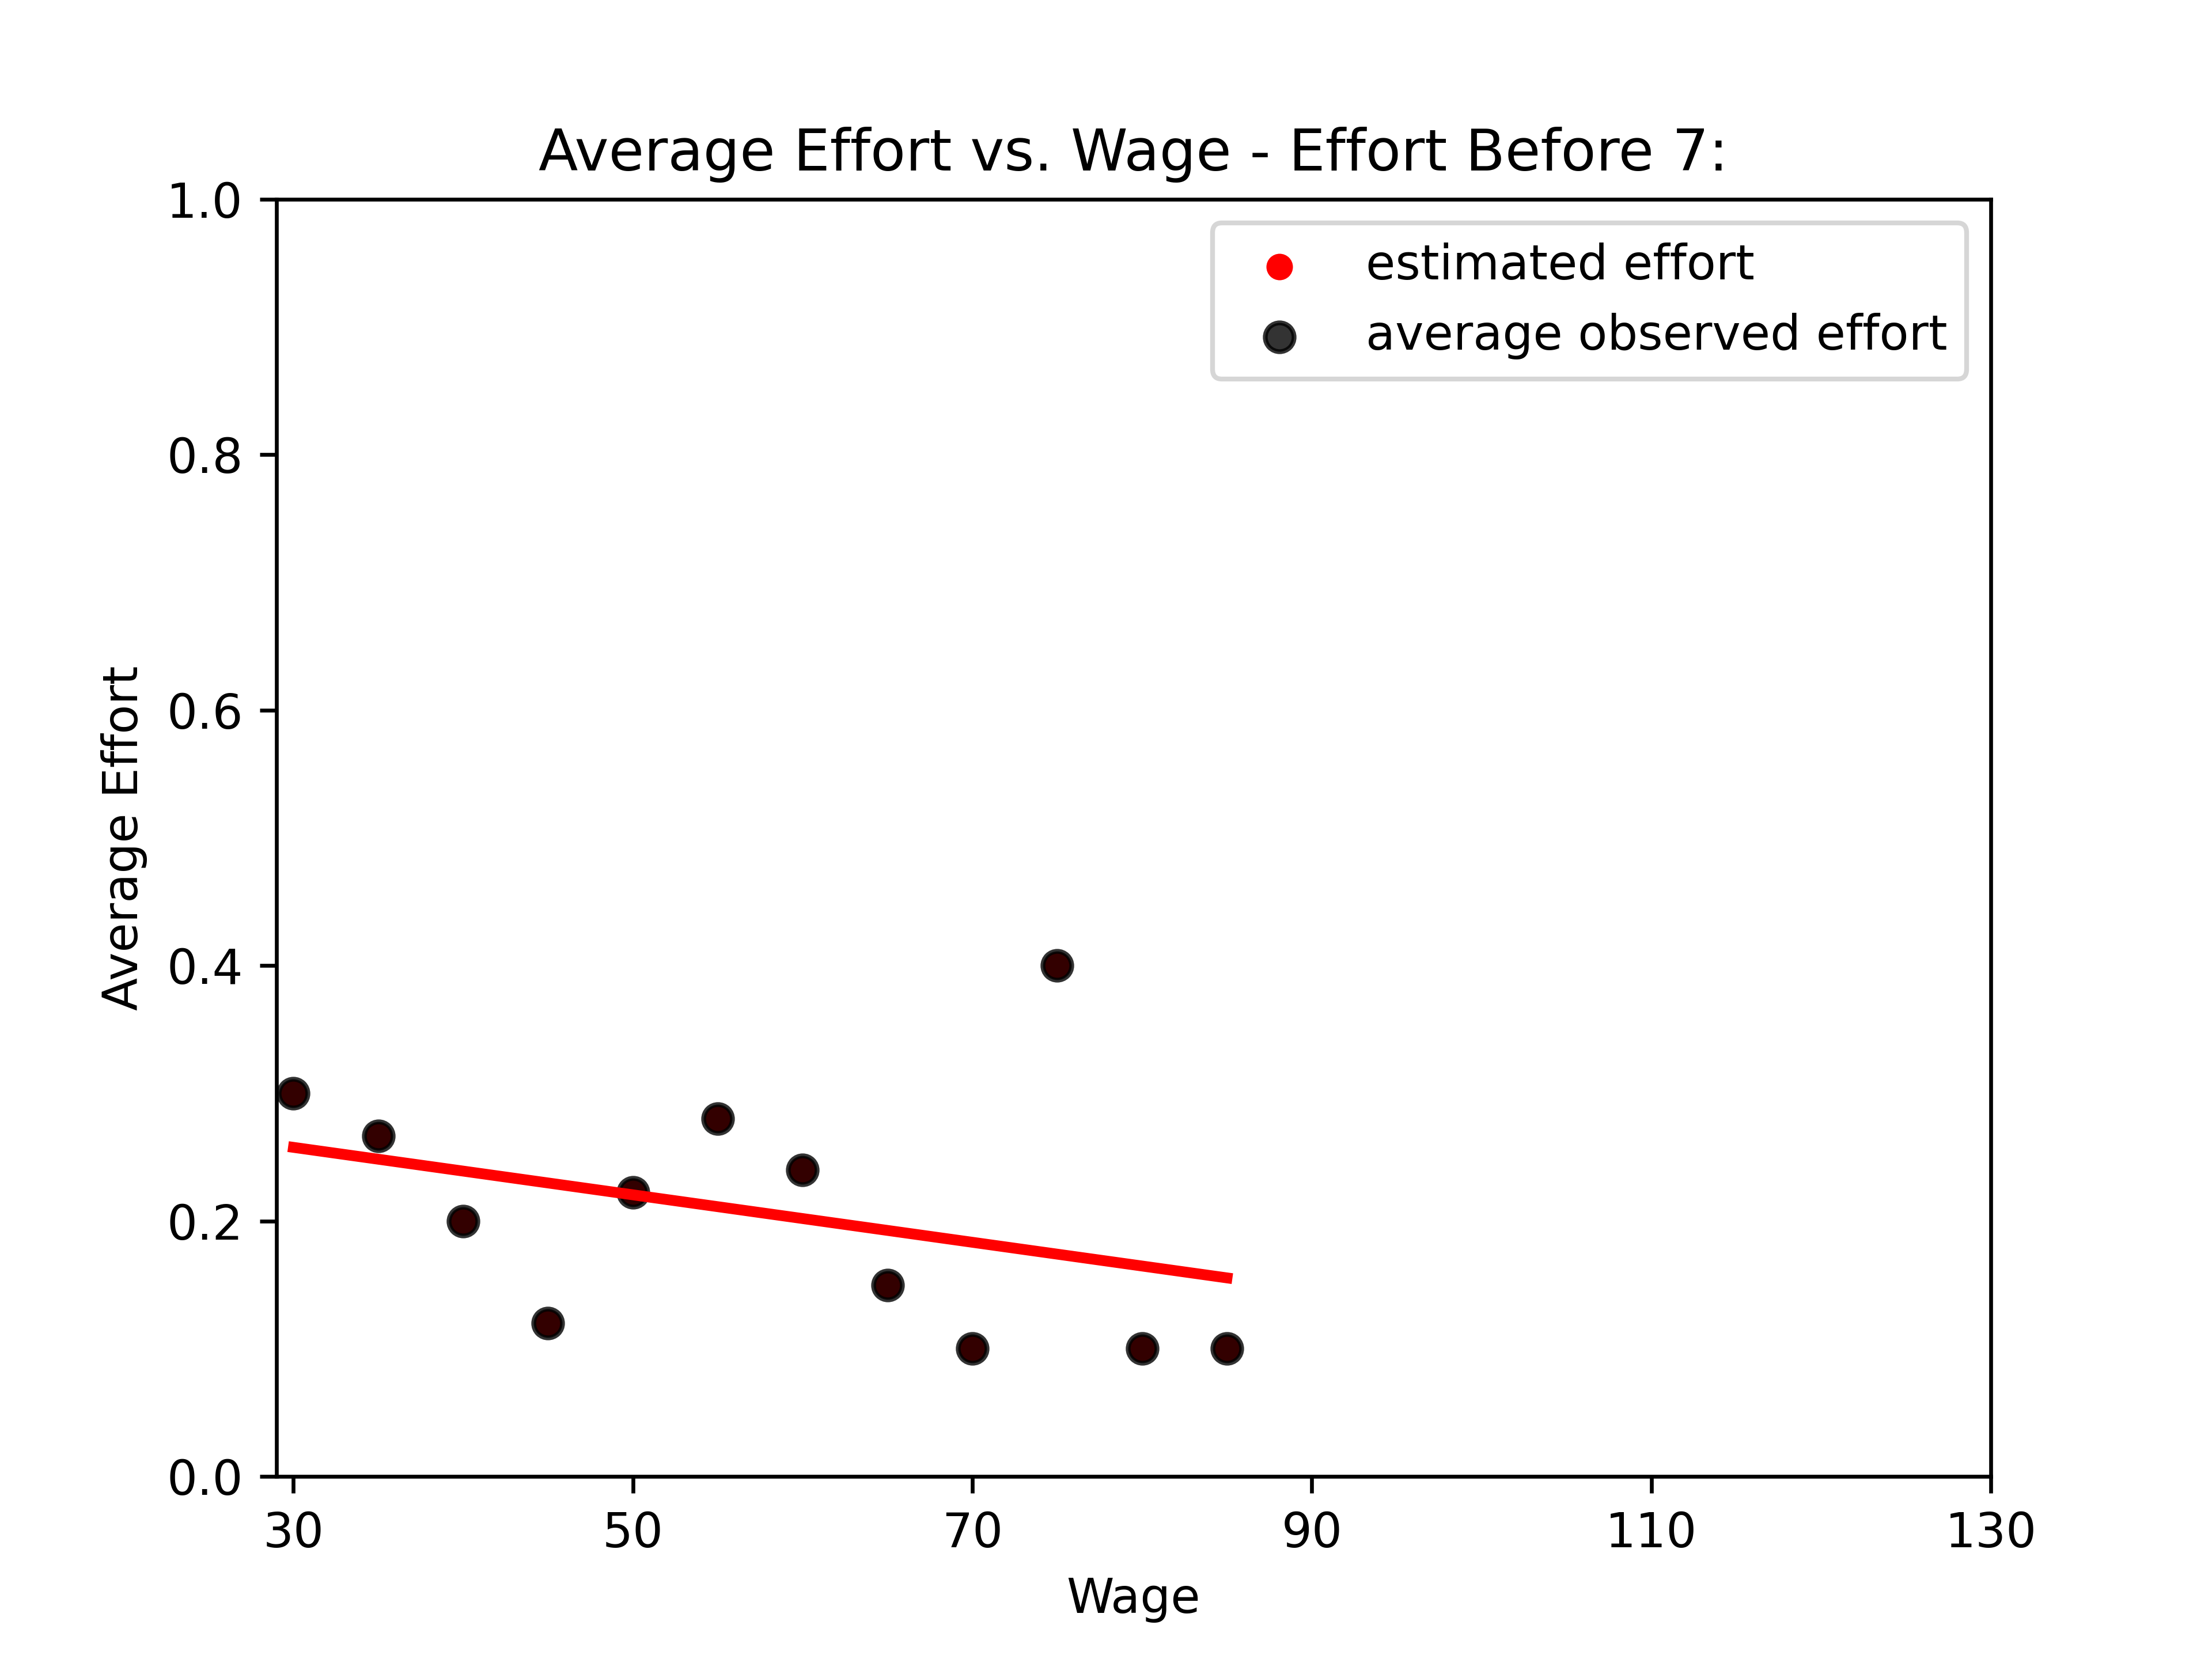 Average Effort vs. Wage - Effort Before 7:
1.0
estimated effort
average observed effort
0.8
0.6
Average Effort
0.4
0.2
0.0
30 50 70 90 110 130
Wage